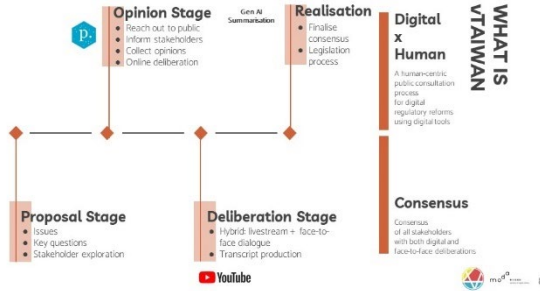 WHAT IS
vTAIWAN
Opinion Stage
Reach out to public
Inform stakeholders
Collect opinions
Online deliberation
p.
Gen AI
Summarisation
Realisation
Finalise
consensus
Legislation
process
Digital
x
Human
A human-centric
public consultation
process
for digital
regulatory reforms
using digital tools
Proposal Stage
Issues
Key questions
Stakeholder exploration
Deliberation Stage
Hybrid: livestream + face-to-
face dialogue
Transcript production
YouTube
Consensus
Consensus
of all stakeholders
with both digital and
face-to-face deliberations
moda